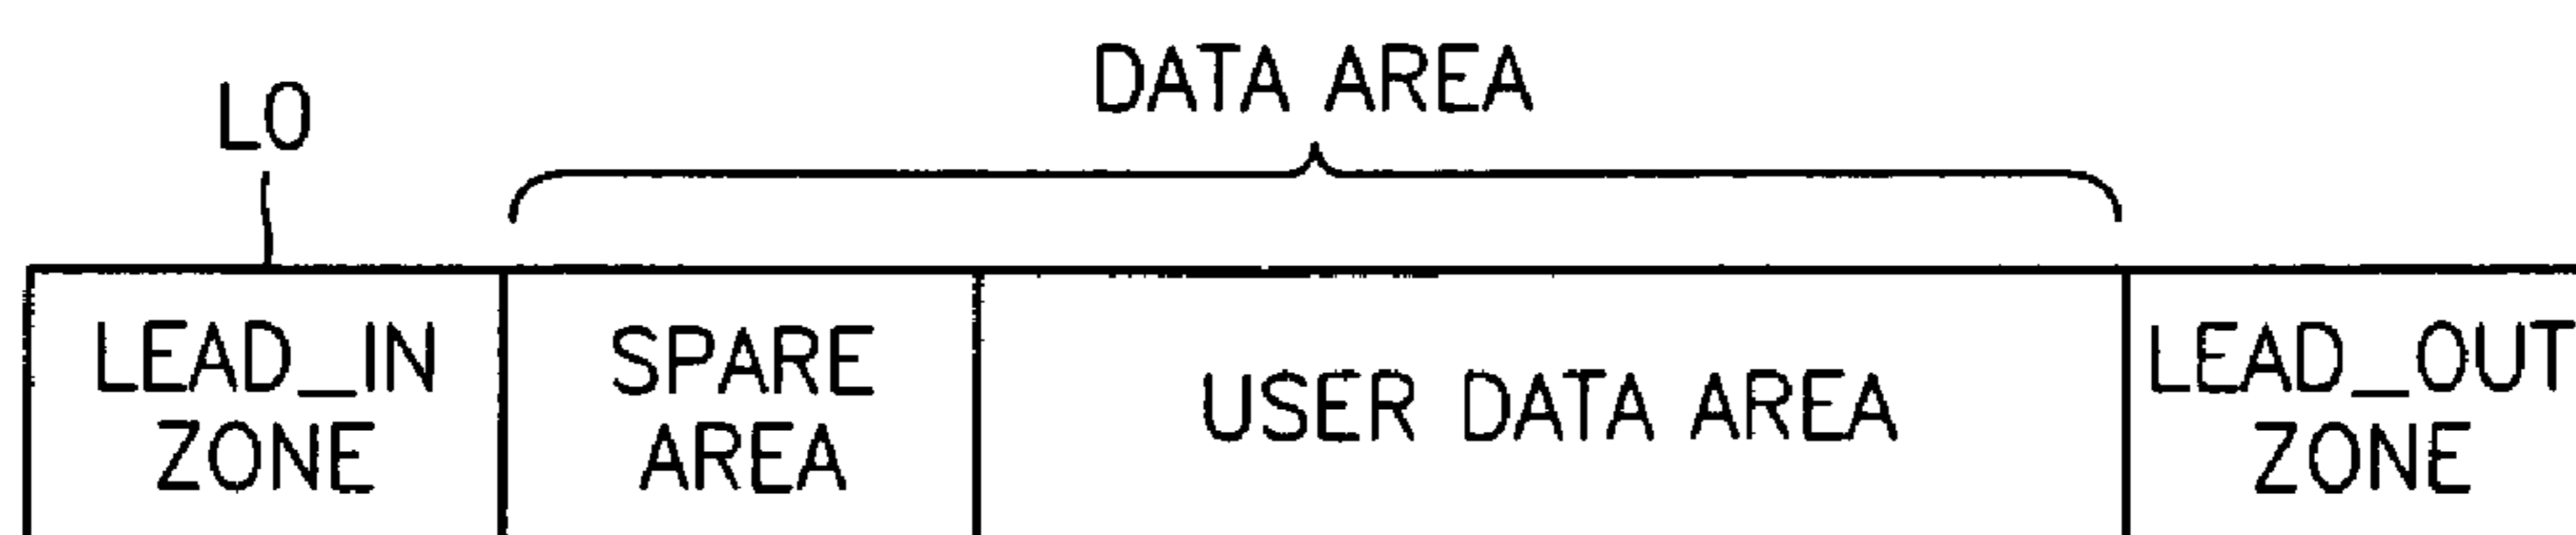 DATA AREA
L0
LEAD_IN
ZONE
SPARE
AREA
USER DATA AREA
LEAD_OUT
ZONE